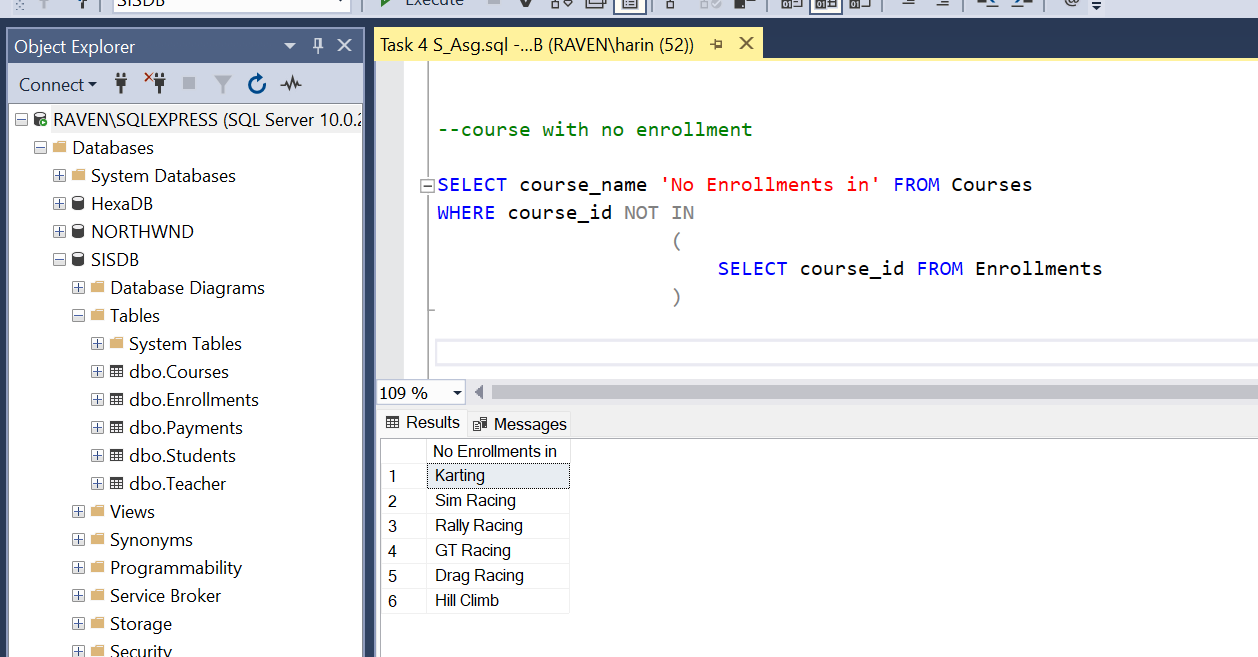 SISDB
Execute
Object Explorer
Task 4 S_Asg.sql -...B (RAVEN\harin (52))
Connect
RAVEN\SQLEXPRESS (SQL Server 10.0.2
Databases
System Databases
HexaDB
NORTHWND
SISDB
Database Diagrams
Tables
System Tables
dbo.Courses
dbo.Enrollments
dbo.Payments
dbo.Students
dbo.Teacher
Views
Synonyms
Programmability
Service Broker
Storage
Security
--course with no enrollment
SELECT course_name 'No Enrollments in' FROM Courses
WHERE course_id NOT IN
(
SELECT course_id FROM Enrollments
)
109 %
Results Messages
No Enrollments in
1 Karting
2 Sim Racing
3 Rally Racing
4 GT Racing
5 Drag Racing
6 Hill Climb